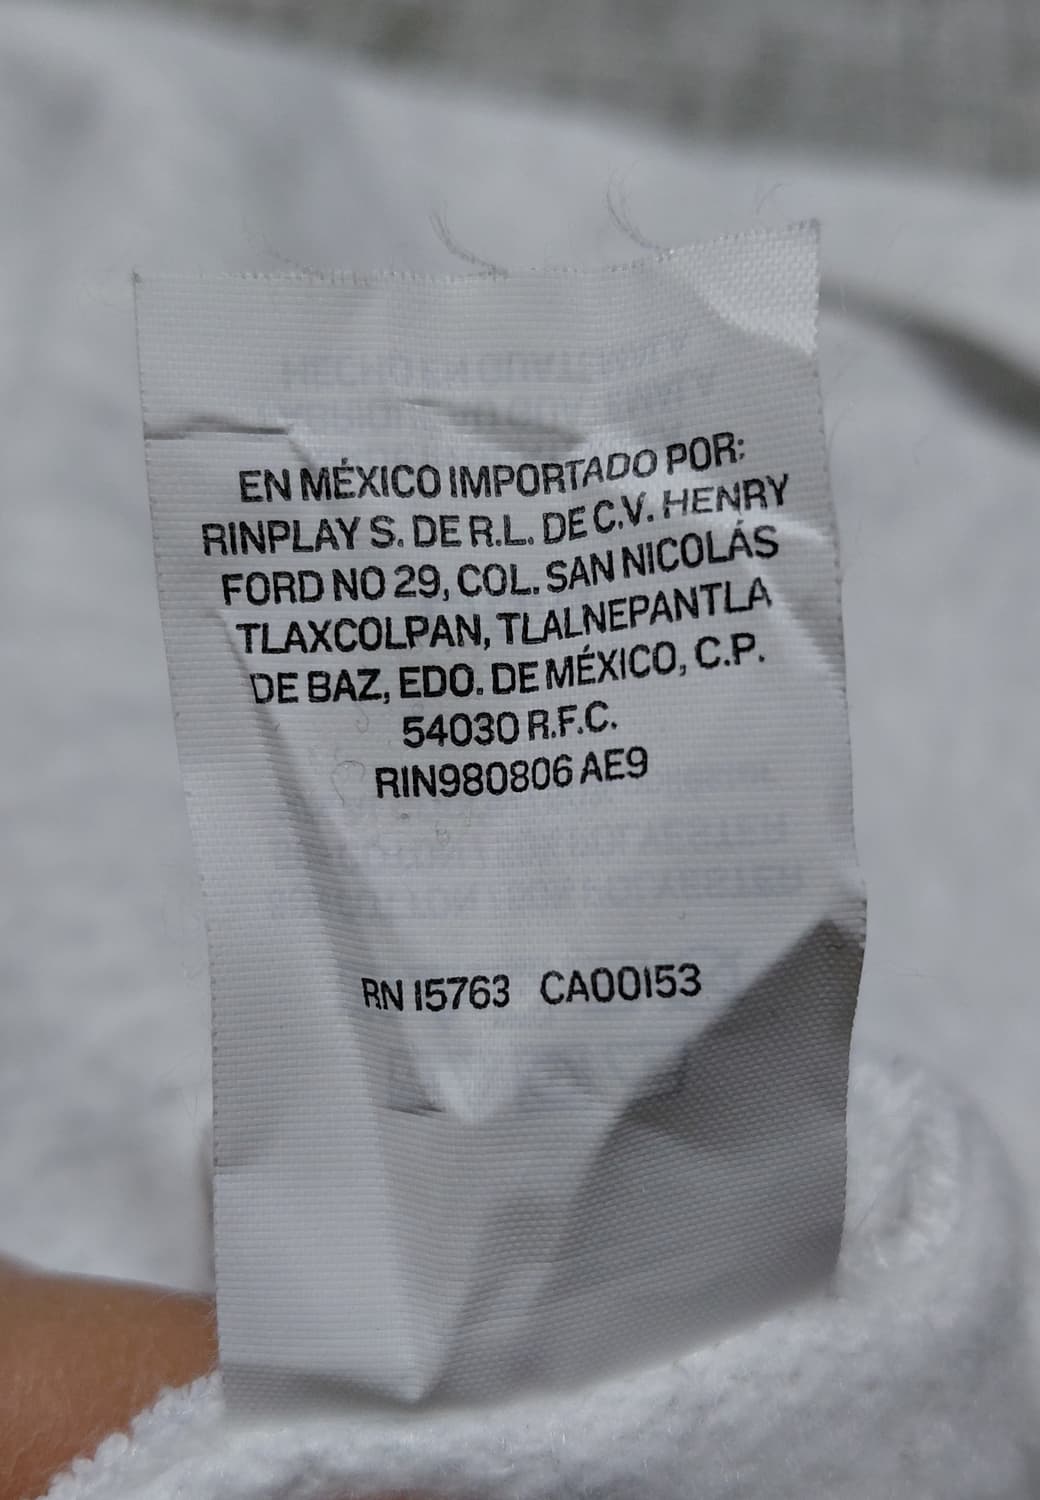 EN MÉXICO IMPORTADO POR:
RINPLAY S. DE R.L. DE C.V. HENRY
FORD NO 29, COL. SAN NICOLÁS
TLAXCOLPAN, TLALNEPANTLA
DE BAZ, EDO. DE MÉXICO, C.P.
54030 R.F.C.
RIN980806 AE9
RN 15763 CA00153